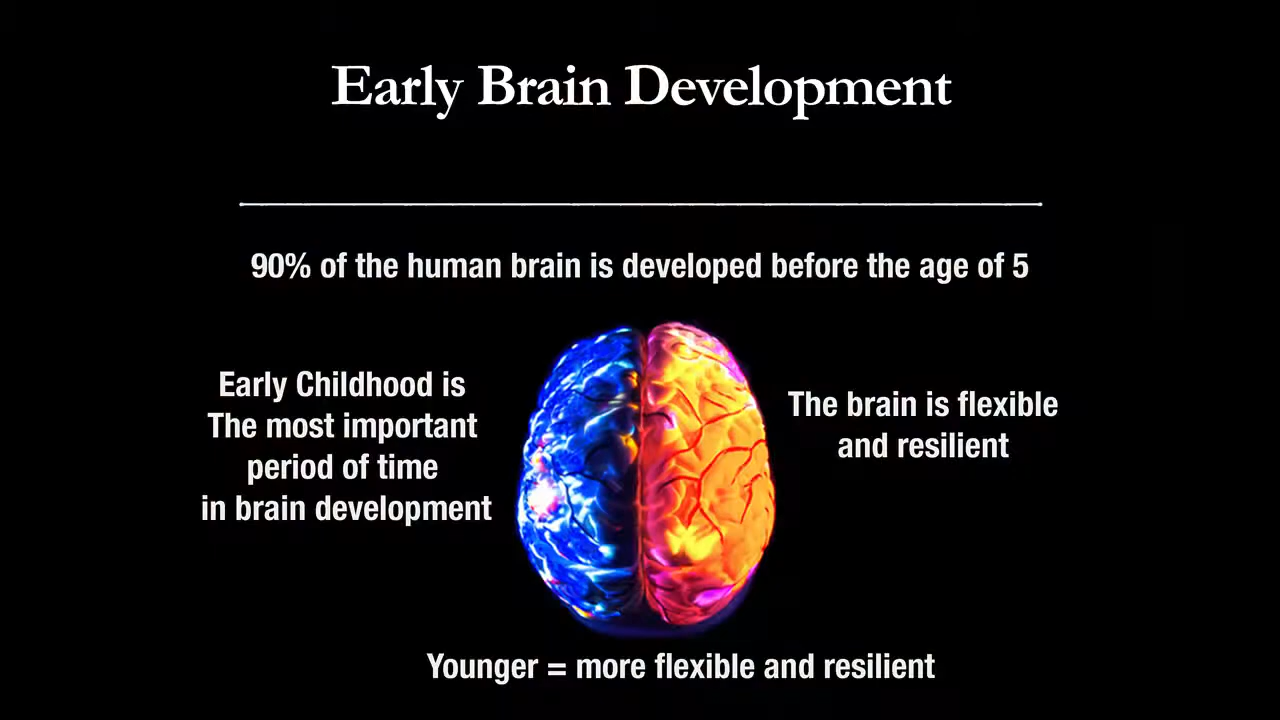 Early Brain Development
90% of the human brain is developed before the age of 5
Early Childhood is
The most important
period of time
in brain development
The brain is flexible
and resilient
Younger = more flexible and resilient